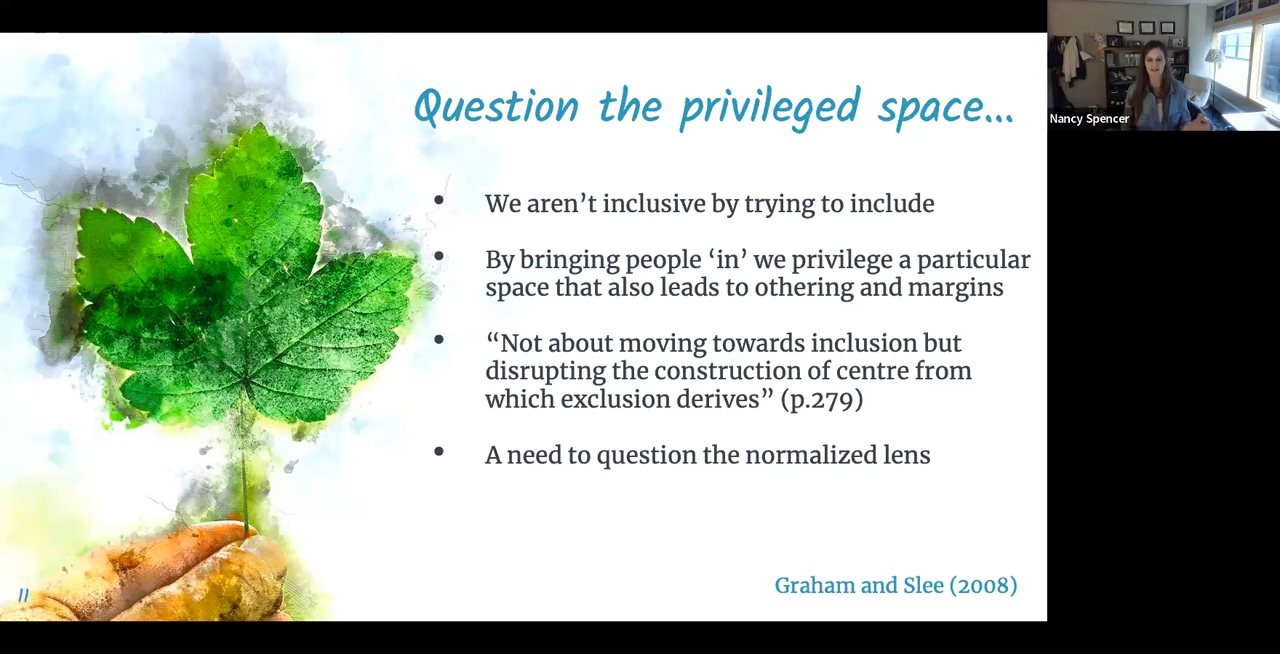 Question the privileged space...
• We aren’t inclusive by trying to include
• By bringing people ‘in’ we privilege a particular
space that also leads to othering and margins
• “Not about moving towards inclusion but
disrupting the construction of centre from
which exclusion derives” (p.279)
• A need to question the normalized lens
Graham and Slee (2008)
11
Nancy Spencer